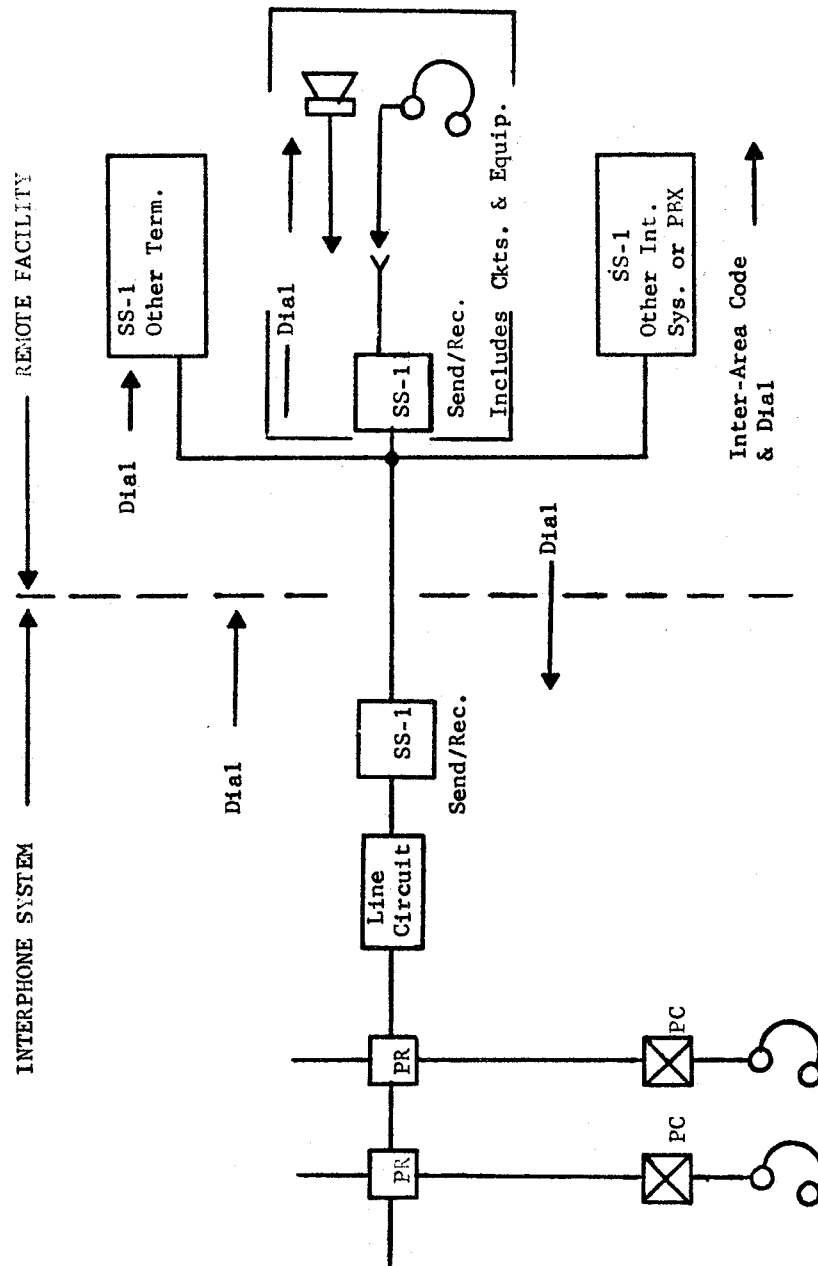 INTERPHONE SYSTEM
REMOTE FACILITY
Dial
Dial
SS-1
Other Term.
Dial
SS-1
Send/Rec.
Includes Ckts. & Equip.
PR
PR
Line
Circuit
SS-1
Send/Rec.
Dial
SS-1
Other Int.
Sys. or PBX
Inter-Area Code
& Dial
PC
PC